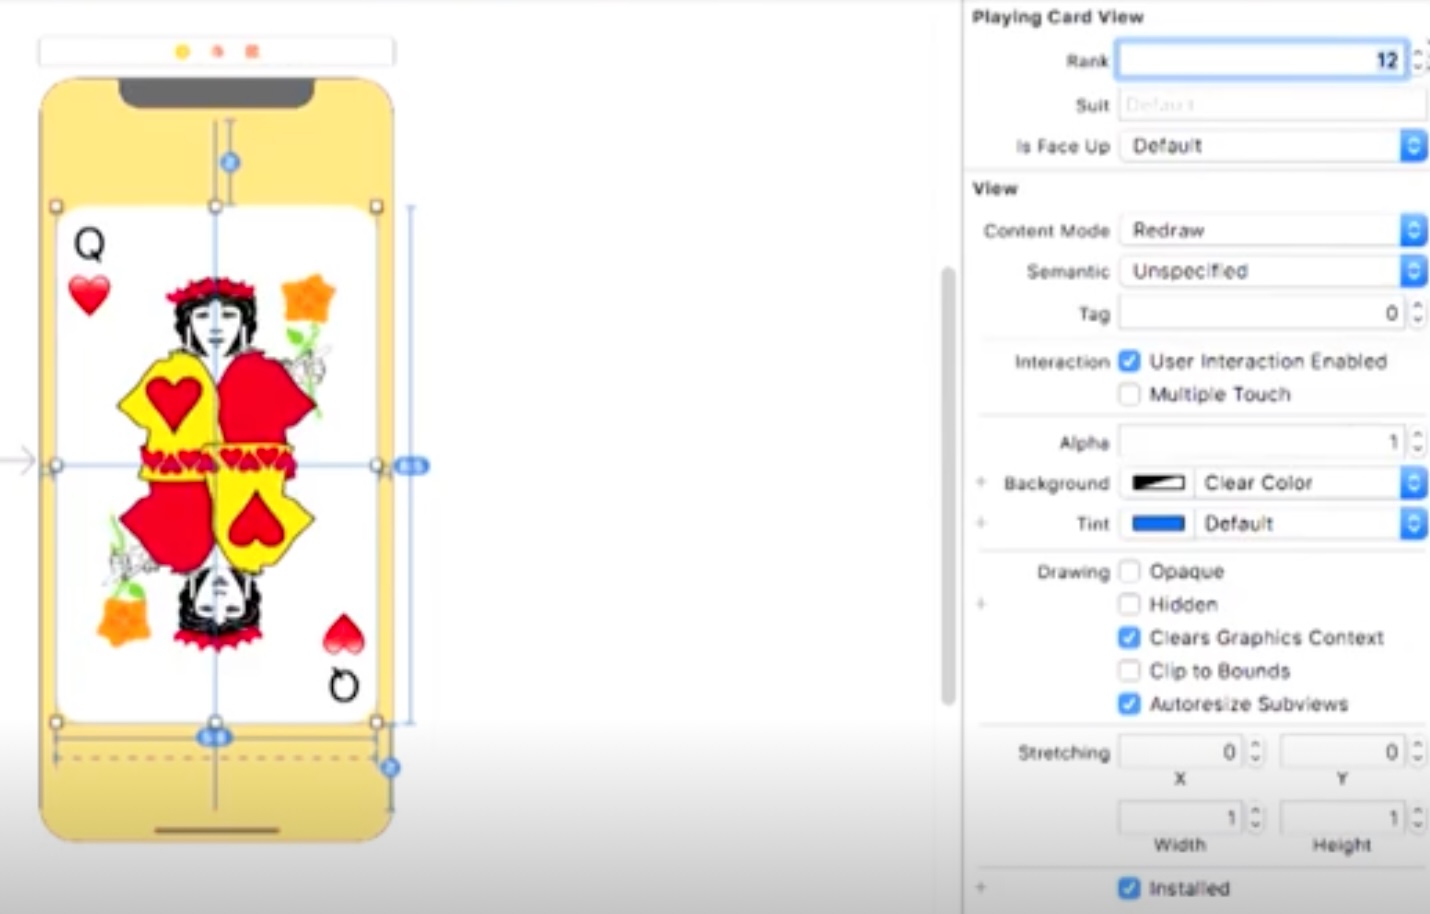 Playing Card View
Rank 12
Suit Default
Is Face Up Default
View
Content Mode Redraw
Semantic Unspecified
Tag 0
Interaction User Interaction Enabled
Multiple Touch
Alpha 1
Background Clear Color
Tint Default
Drawing Opaque
Hidden
Clears Graphics Context
Clip to Bounds
Autoresize Subviews
Stretching 0 0
X Y
1 1
Width Height
Installed
Q
Q